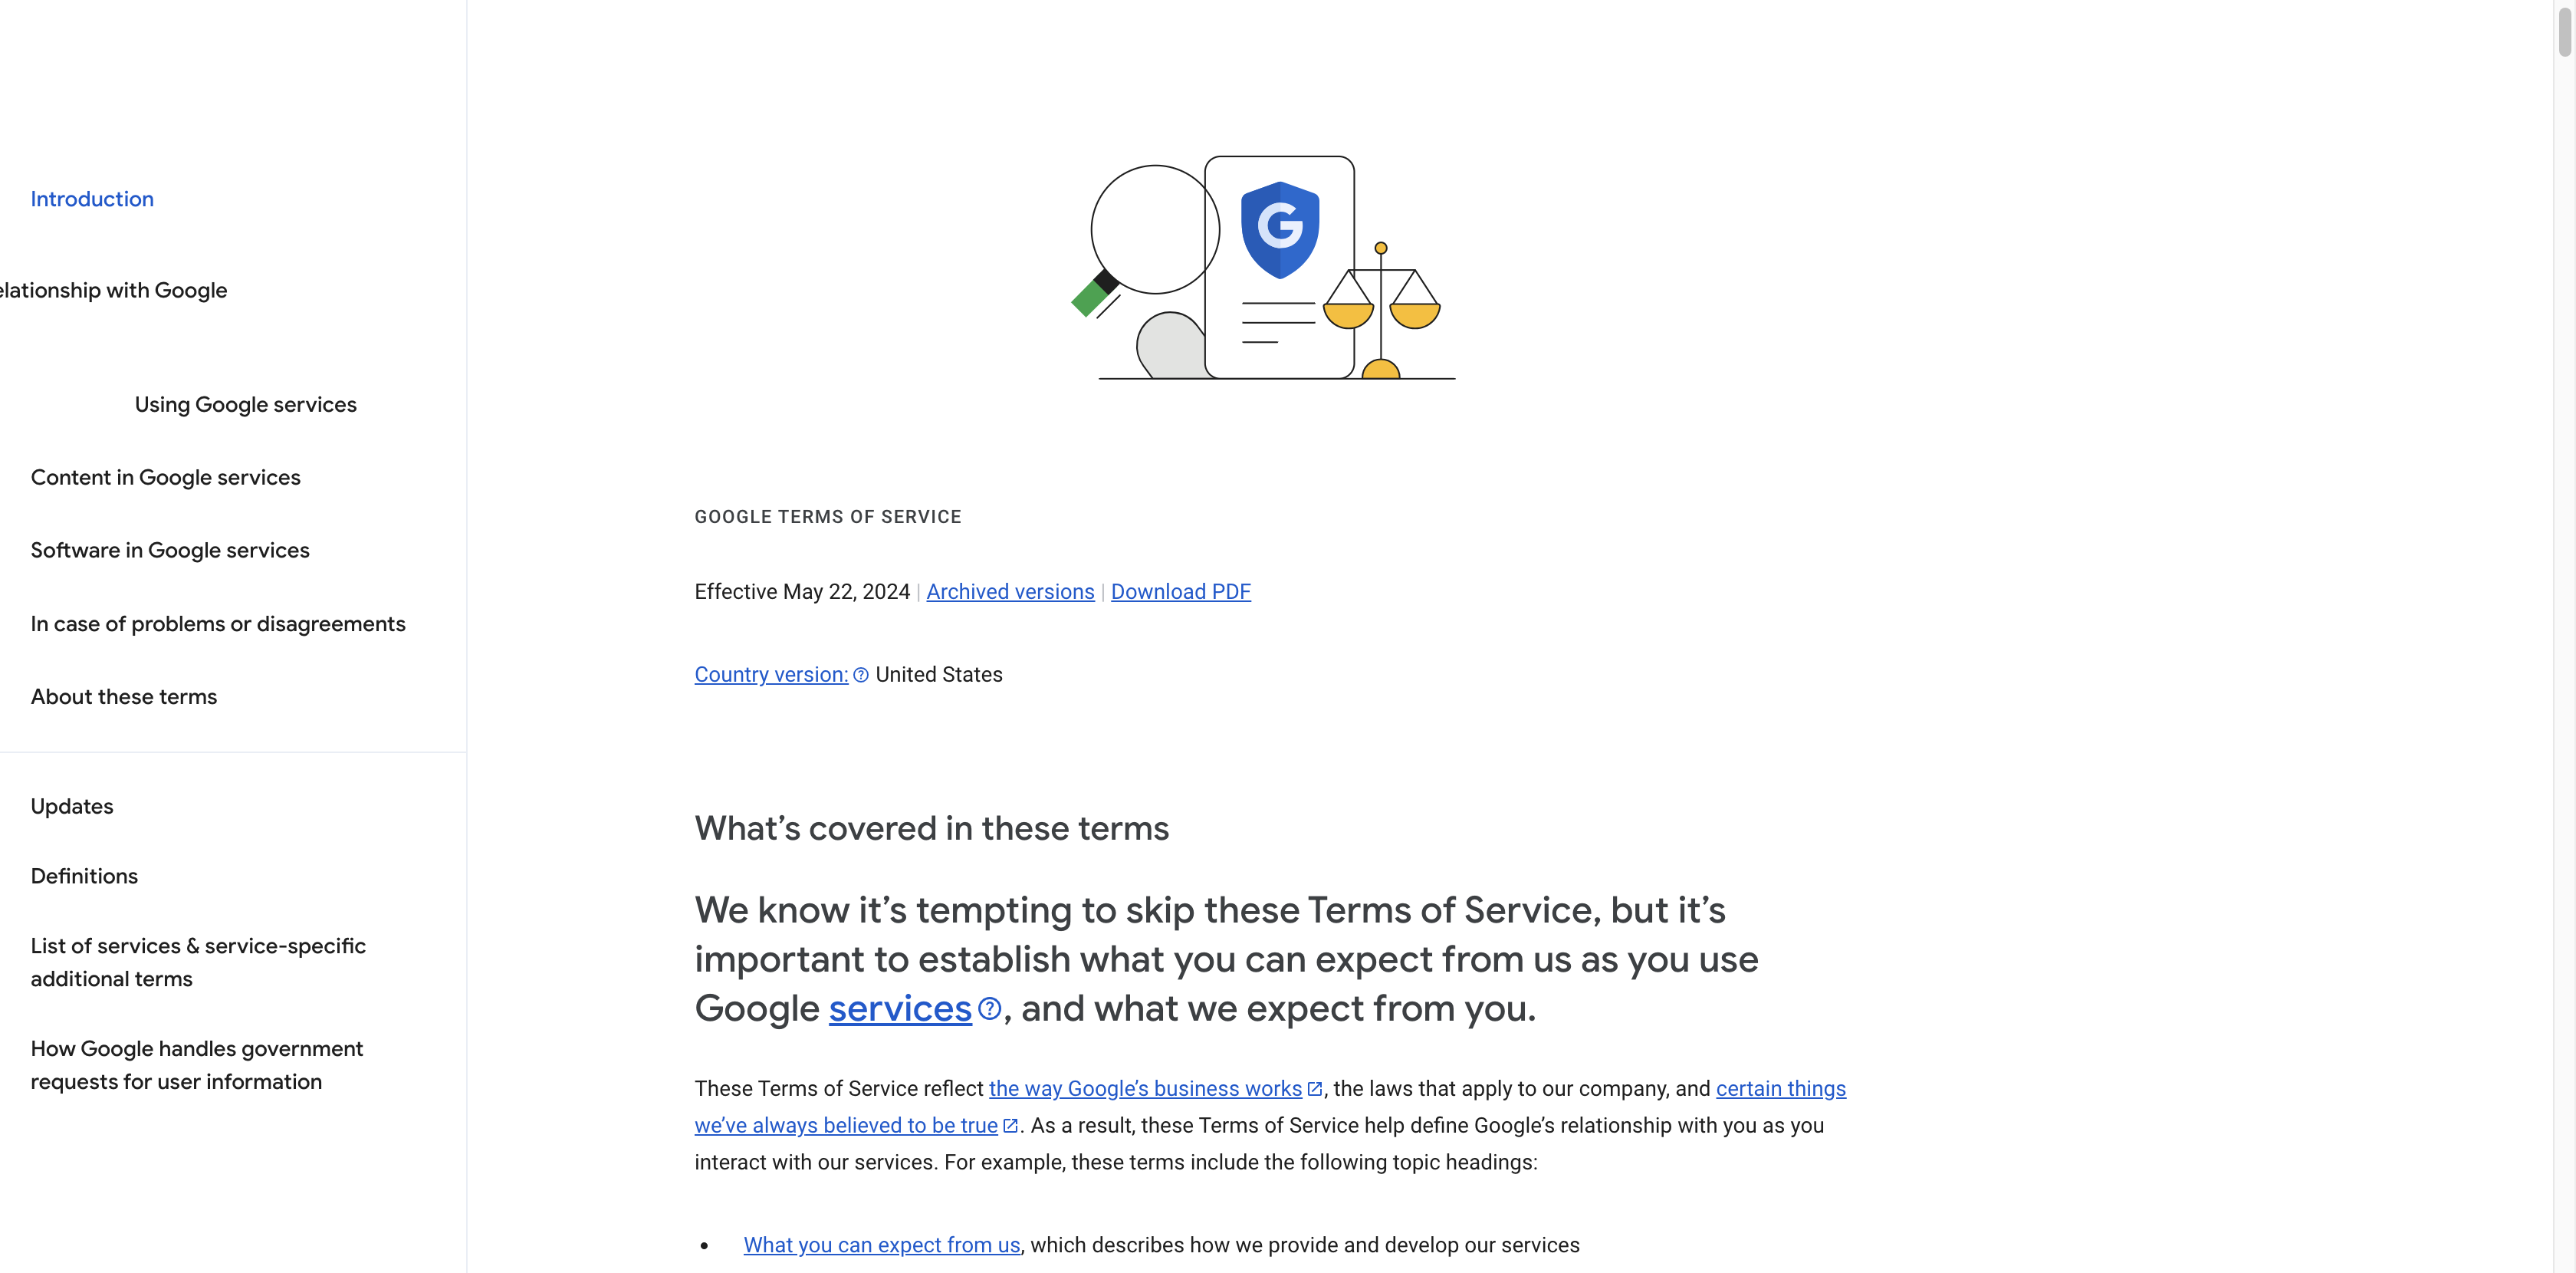 Introduction
elationship with Google
Using Google services
Content in Google services
Software in Google services
In case of problems or disagreements
About these terms
Updates
Definitions
List of services & service-specific
additional terms
How Google handles government
requests for user information
G
GOOGLE TERMS OF SERVICE
Effective May 22, 2024 | Archived versions | Download PDF
Country version: United States
What’s covered in these terms
We know it’s tempting to skip these Terms of Service, but it’s
important to establish what you can expect from us as you use
Google services, and what we expect from you.
These Terms of Service reflect the way Google’s business works, the laws that apply to our company, and certain things
we’ve always believed to be true. As a result, these Terms of Service help define Google’s relationship with you as you
interact with our services. For example, these terms include the following topic headings:
• What you can expect from us, which describes how we provide and develop our services